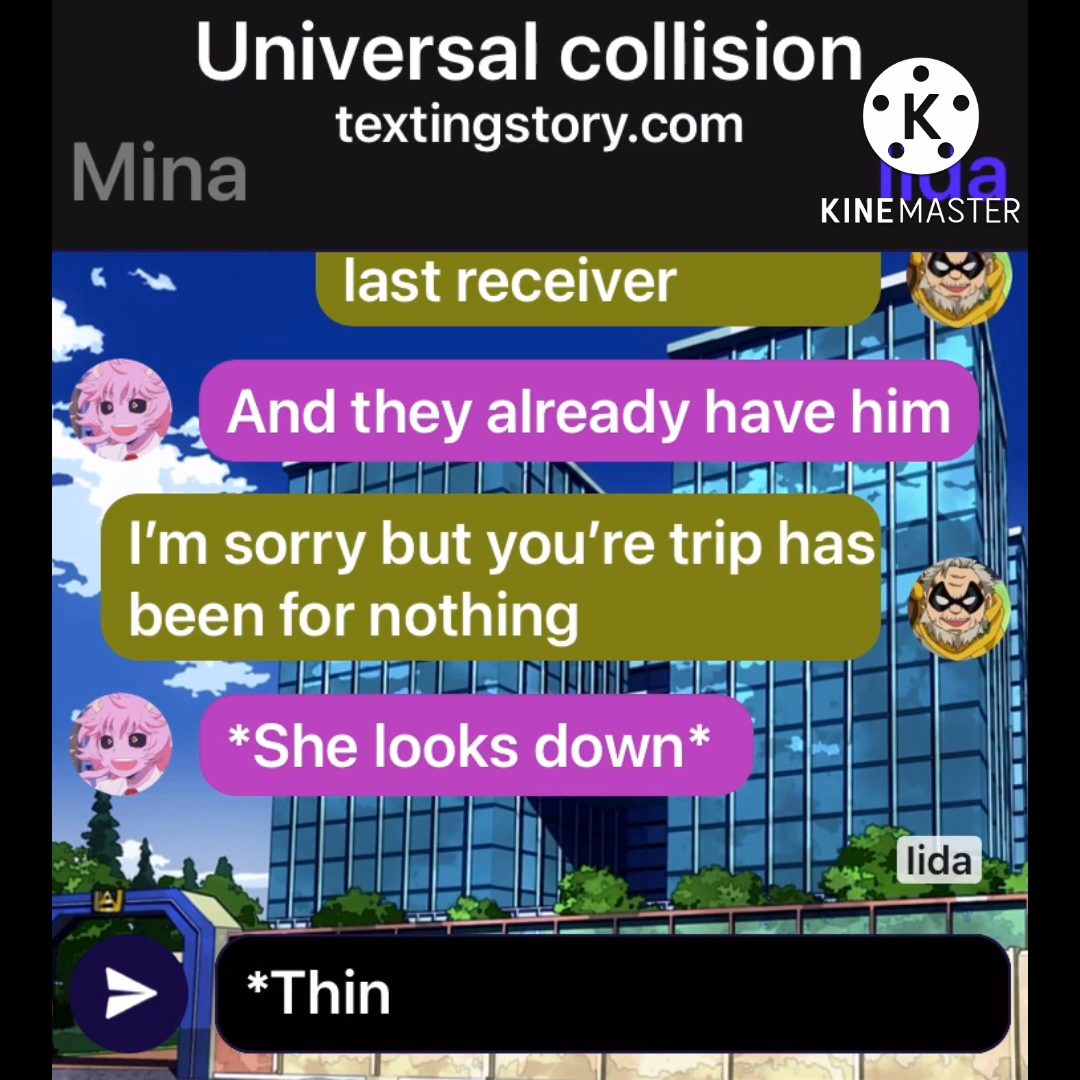 Universal collision
textingstory.com
K
Mina
Iida
KINEMASTER
last receiver
And they already have him
I’m sorry but you’re trip has
been for nothing
*She looks down*
Iida
*Thin